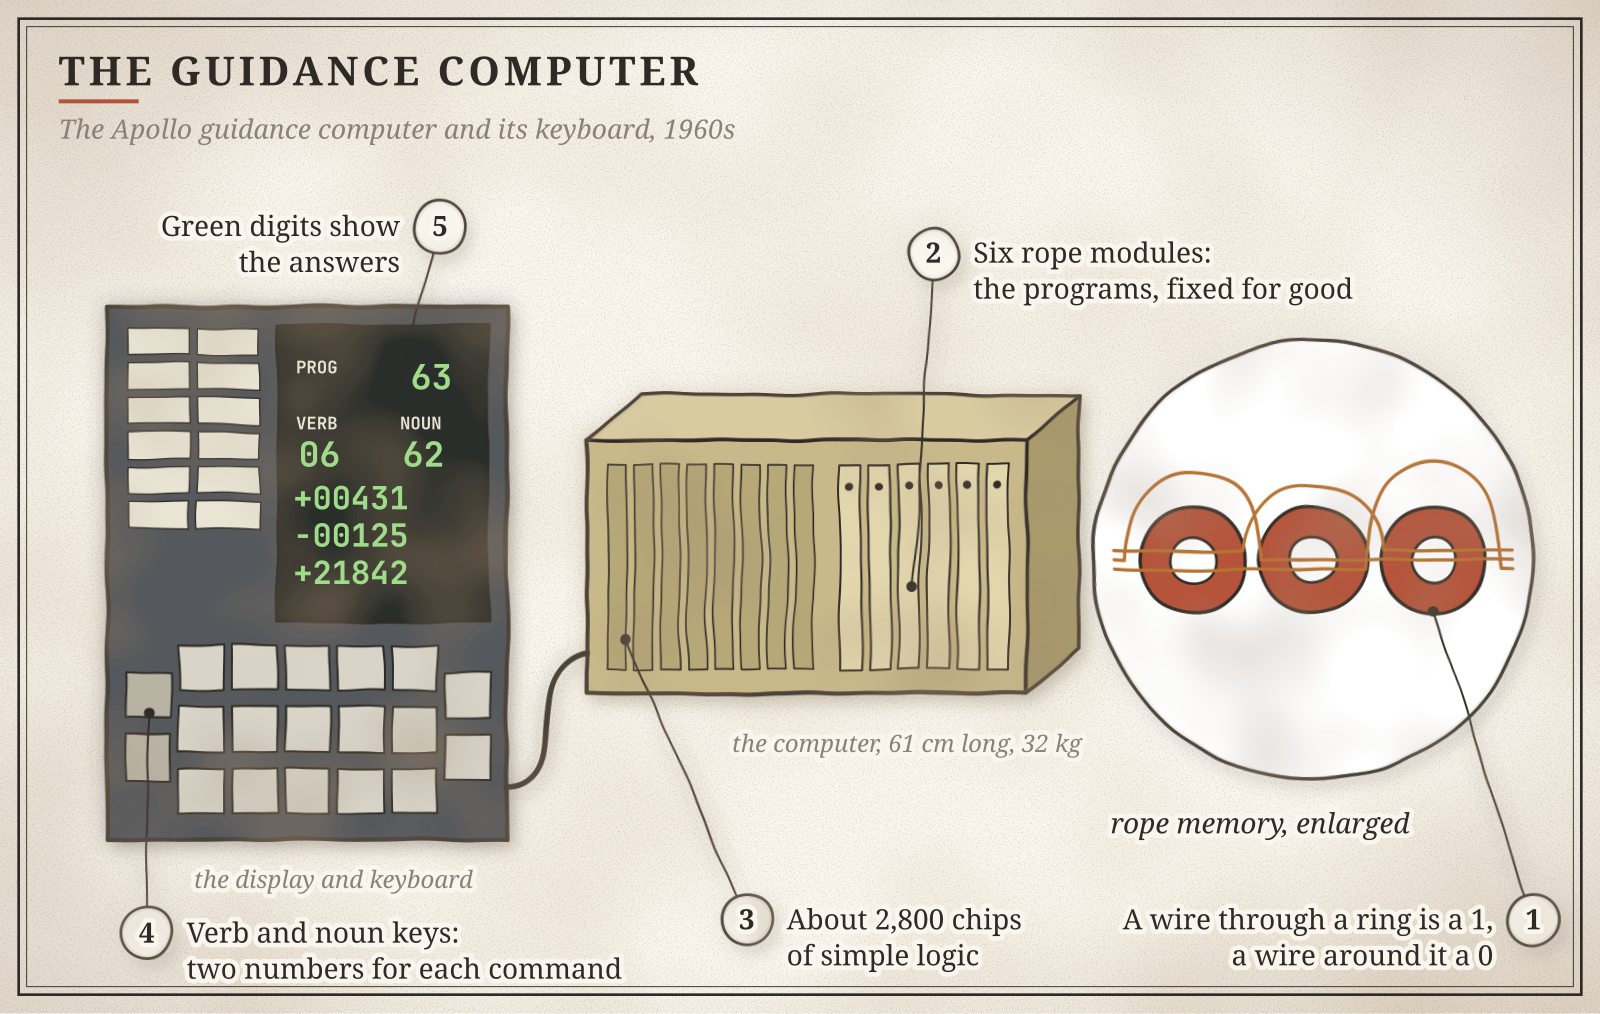 THE GUIDANCE COMPUTER
The Apollo guidance computer and its keyboard, 1960s
5
Green digits show
the answers
2
Six rope modules:
the programs, fixed for good
PROG
63
VERB NOUN
06 62
+00431
-00125
+21842
the computer, 61 cm long, 32 kg
rope memory, enlarged
the display and keyboard
4
Verb and noun keys:
two numbers for each command
3
About 2,800 chips
of simple logic
1
A wire through a ring is a 1,
a wire around it a 0